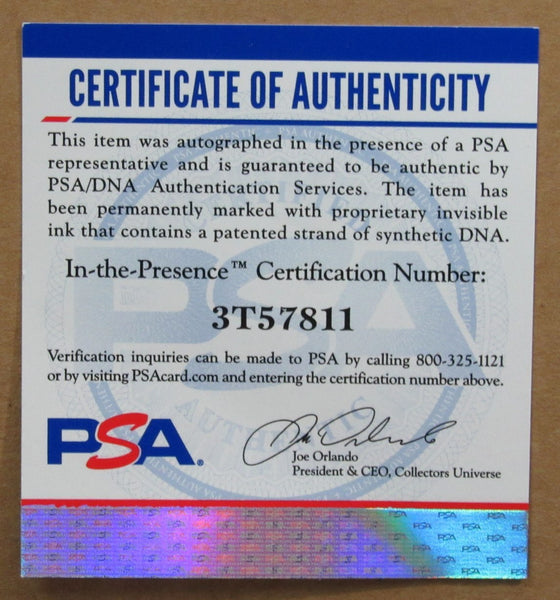 CERTIFICATE OF AUTHENTICITY
This item was autographed in the presence of a PSA
representative and is guaranteed to be authentic by
PSA/DNA Authentication Services. The item has
been permanently marked with proprietary invisible
ink that contains a patented strand of synthetic DNA.
In-the-Presence™ Certification Number:
3T57811
Verification inquiries can be made to PSA by calling 800-325-1121
or by visiting PSAcard.com and entering the certification number above.
PSA®
Joe Orlando
President & CEO, Collectors Universe